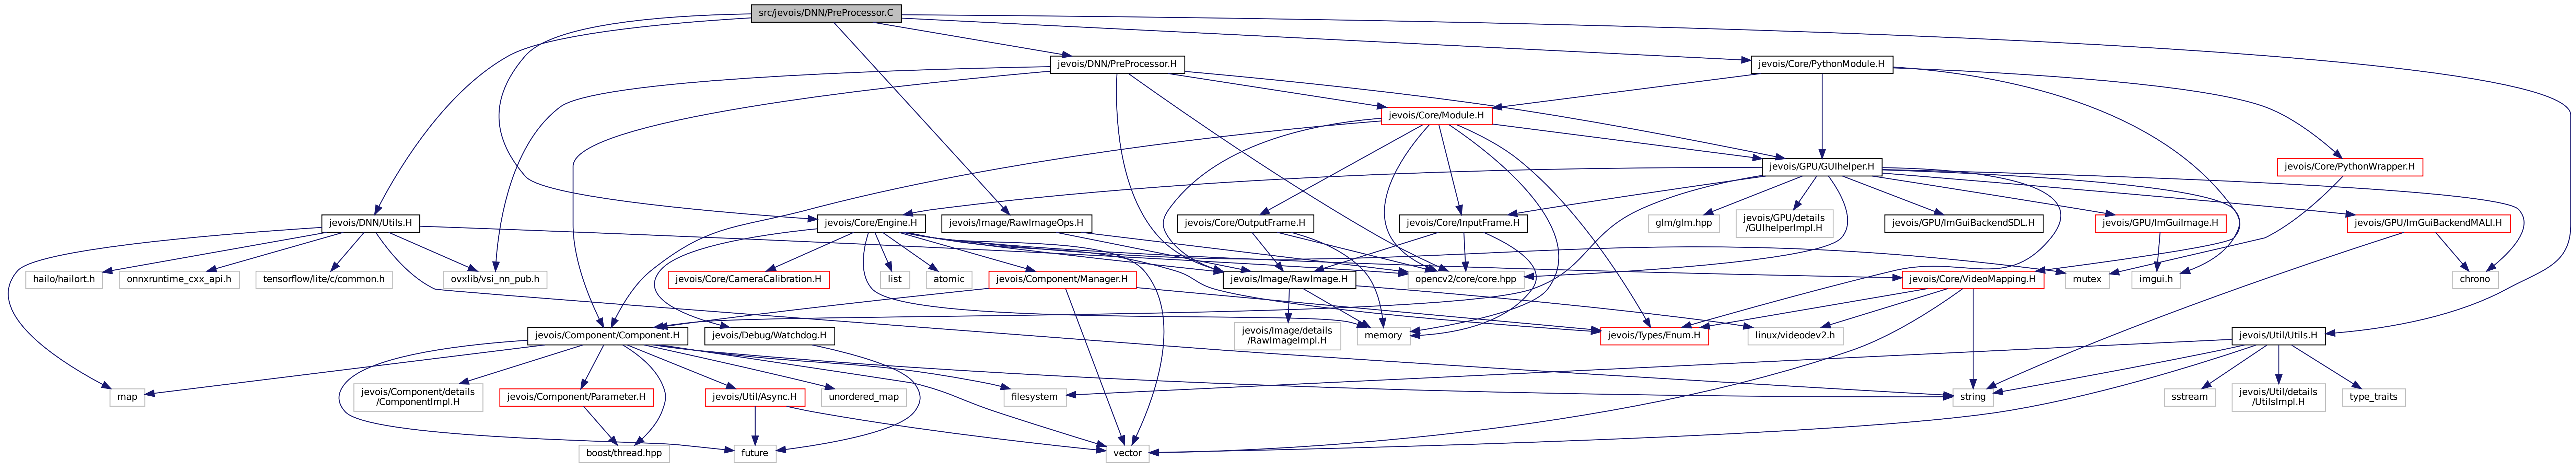 src/jevois/DNN/PreProcessor.C
jevois/DNN/PreProcessor.H
jevois/Core/PythonModule.H
jevois/Core/Module.H
jevois/GPU/GUIhelper.H
jevois/Core/PythonWrapper.H
jevois/DNN/Utils.H
jevois/Core/Engine.H
jevois/Image/RawImageOps.H
jevois/Core/OutputFrame.H
jevois/Core/InputFrame.H
glm/glm.hpp
jevois/GPU/details
/GUIhelperImpl.H
jevois/GPU/ImGuiBackendSDL.H
jevois/GPU/ImGuiImage.H
jevois/GPU/ImGuiBackendMALI.H
hailo/hailort.h
onnxruntime_cxx_api.h
tensorflow/lite/c/common.h
ovxlib/vsi_nn_pub.h
jevois/Core/CameraCalibration.H
list
atomic
jevois/Component/Manager.H
jevois/Image/RawImage.H
opencv2/core/core.hpp
jevois/Core/VideoMapping.H
mutex
imgui.h
chrono
jevois/Component/Component.H
jevois/Debug/Watchdog.H
jevois/Image/details
/RawImageImpl.H
memory
jevois/Types/Enum.H
linux/videodev2.h
jevois/Util/Utils.H
map
jevois/Component/details
/ComponentImpl.H
jevois/Component/Parameter.H
jevois/Util/Async.H
unordered_map
filesystem
string
sstream
jevois/Util/details
/UtilsImpl.H
type_traits
boost/thread.hpp
future
vector